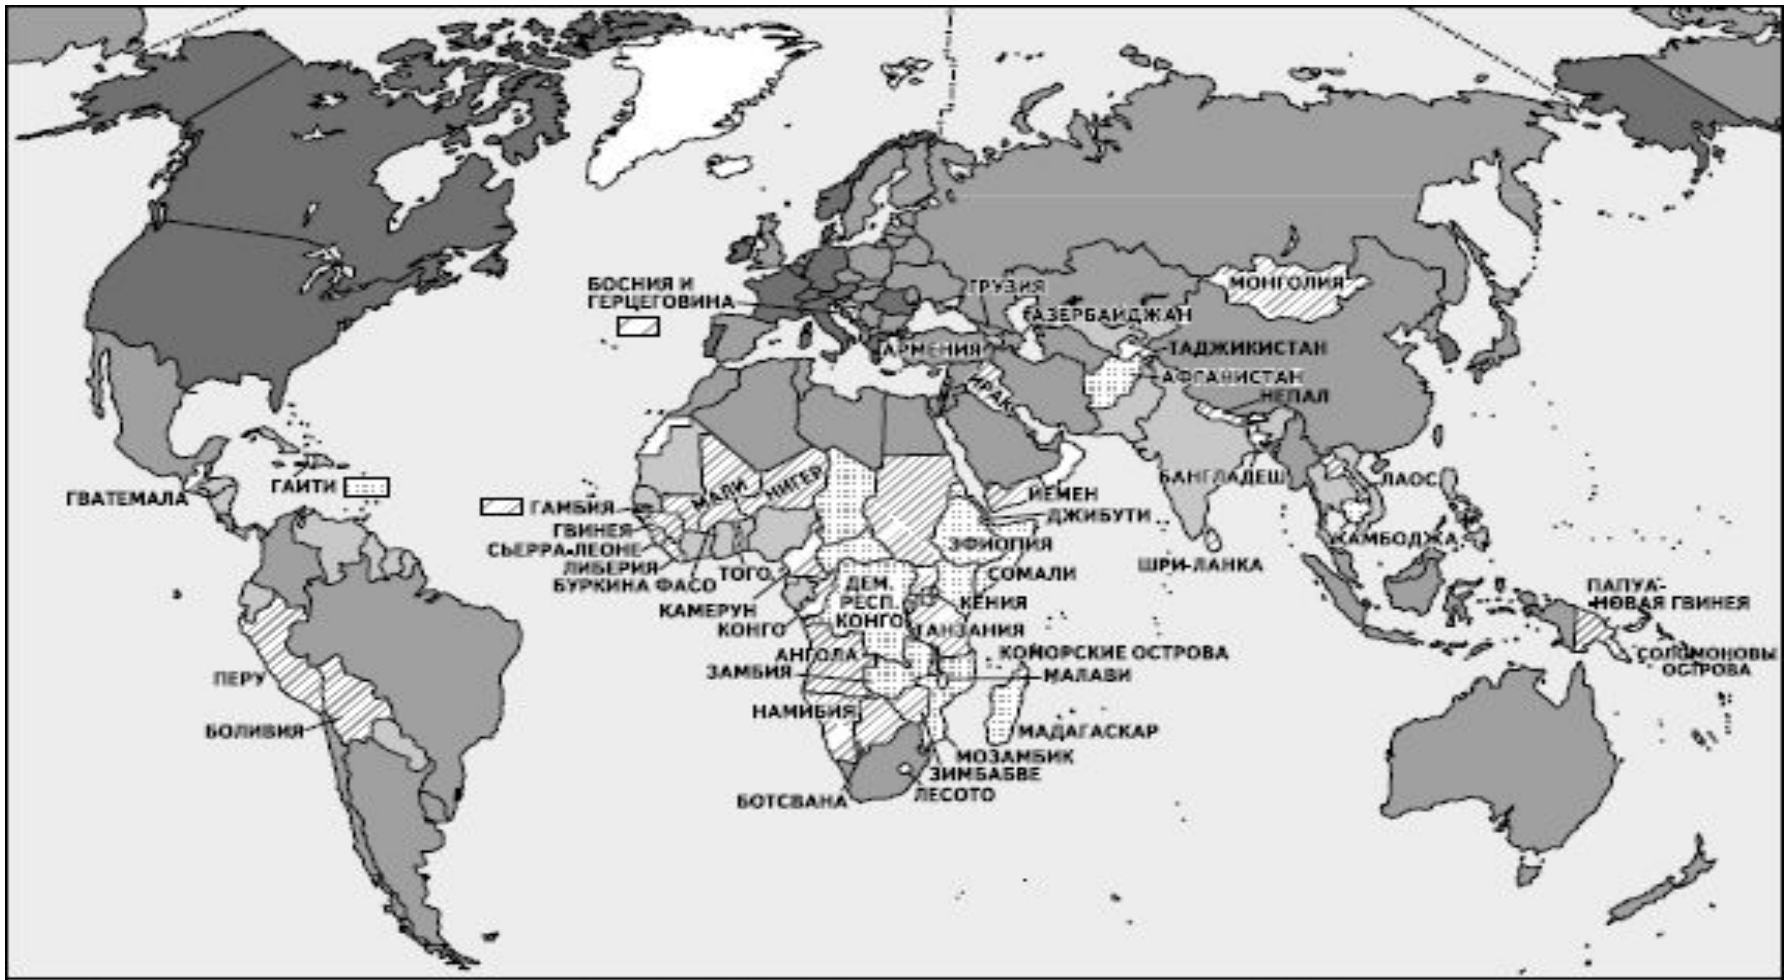 БОСНИЯ И
ГЕРЦЕГОВИНА
ГРУЗИЯ
АЗЕРБАЙДЖАН
АРМЕНИЯ
МОНГОЛИЯ
ТАДЖИКИСТАН
АФГАНИСТАН
ИРАК
НЕПАЛ
ГВАТЕМАЛА
ГАИТИ
ГАМБИЯ
МАЛИ
НИГЕР
ЙЕМЕН
ДЖИБУТИ
БАНГЛАДЕШ
ЛАОС
ГВИНЕЯ
СЬЕРРА-ЛЕОНЕ
ЛИБЕРИЯ
БУРКИНА ФАСО
ТОГО
ЭФИОПИЯ
СОМАЛИ
КАМБОДЖА
ШРИ-ЛАНКА
КАМЕРУН
КОНГО
ДЕМ.
РЕСП.
КОНГО
КЕНИЯ
ТАНЗАНИЯ
ПАПУА-
НОВАЯ ГВИНЕЯ
АНГОЛА
ЗАМБИЯ
КОМОРСКИЕ ОСТРОВА
МАЛАВИ
СОЛОМОНОВЫ
ОСТРОВА
ПЕРУ
БОЛИВИЯ
НАМИБИЯ
МАДАГАСКАР
МОЗАМБИК
ЗИМБАБВЕ
ЛЕСОТО
БОТСВАНА